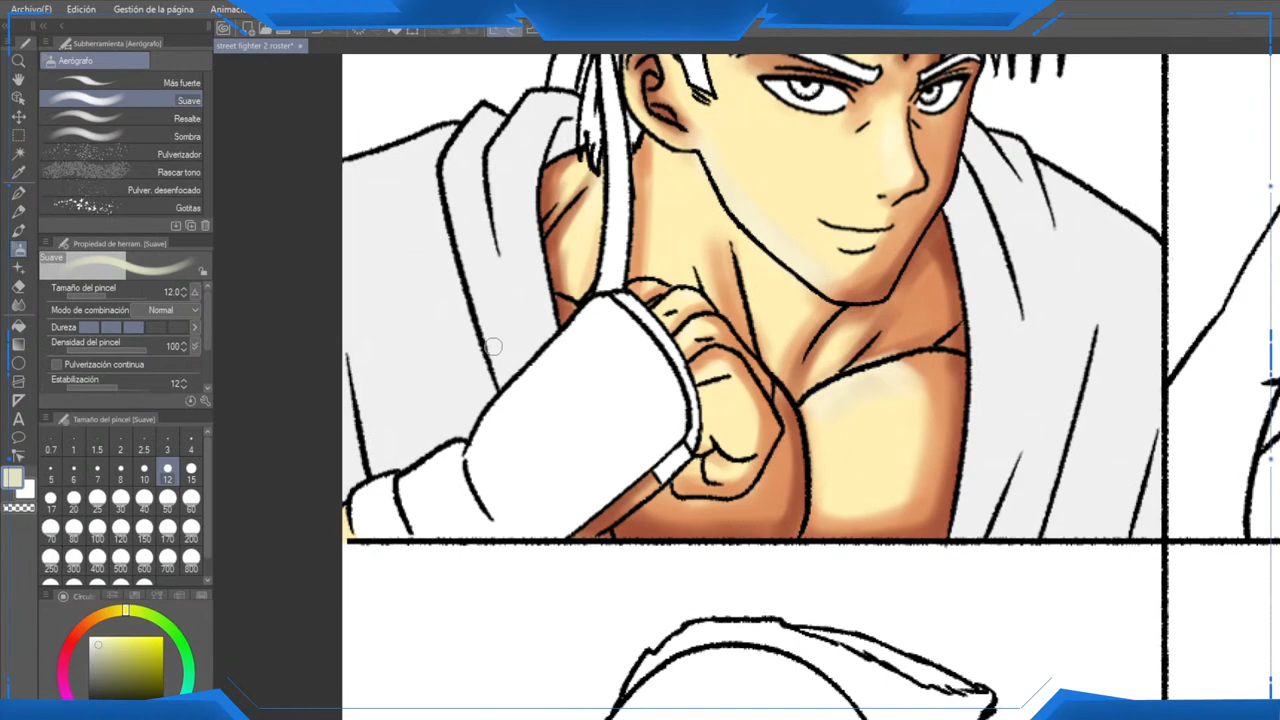 Archivo(F) Edición Gestión de la página Animació
Subherramienta (Aerógrafo)
street fighter 2 roster*
Aerógrafo
Más fuerte
Suave
Resalte
Sombra
Pulverizador
Rascar tono
Pulver. desenfocado
Gotitas
Propiedad de herram. [Suave]
Suave
Tamaño del pincel 12.0
Modo de combinación Normal
Dureza
Densidad del pincel 100
Pulverización continua
Estabilización 12
Tamaño del pincel [Suave]
0.7 1 1.5 2 2.5 3 4
5 6 7 8 10 12 15
17 20 25 30 40 50 60
70 80 100 120 150 170 200
250 300 400 500 600 700 800
Círcu